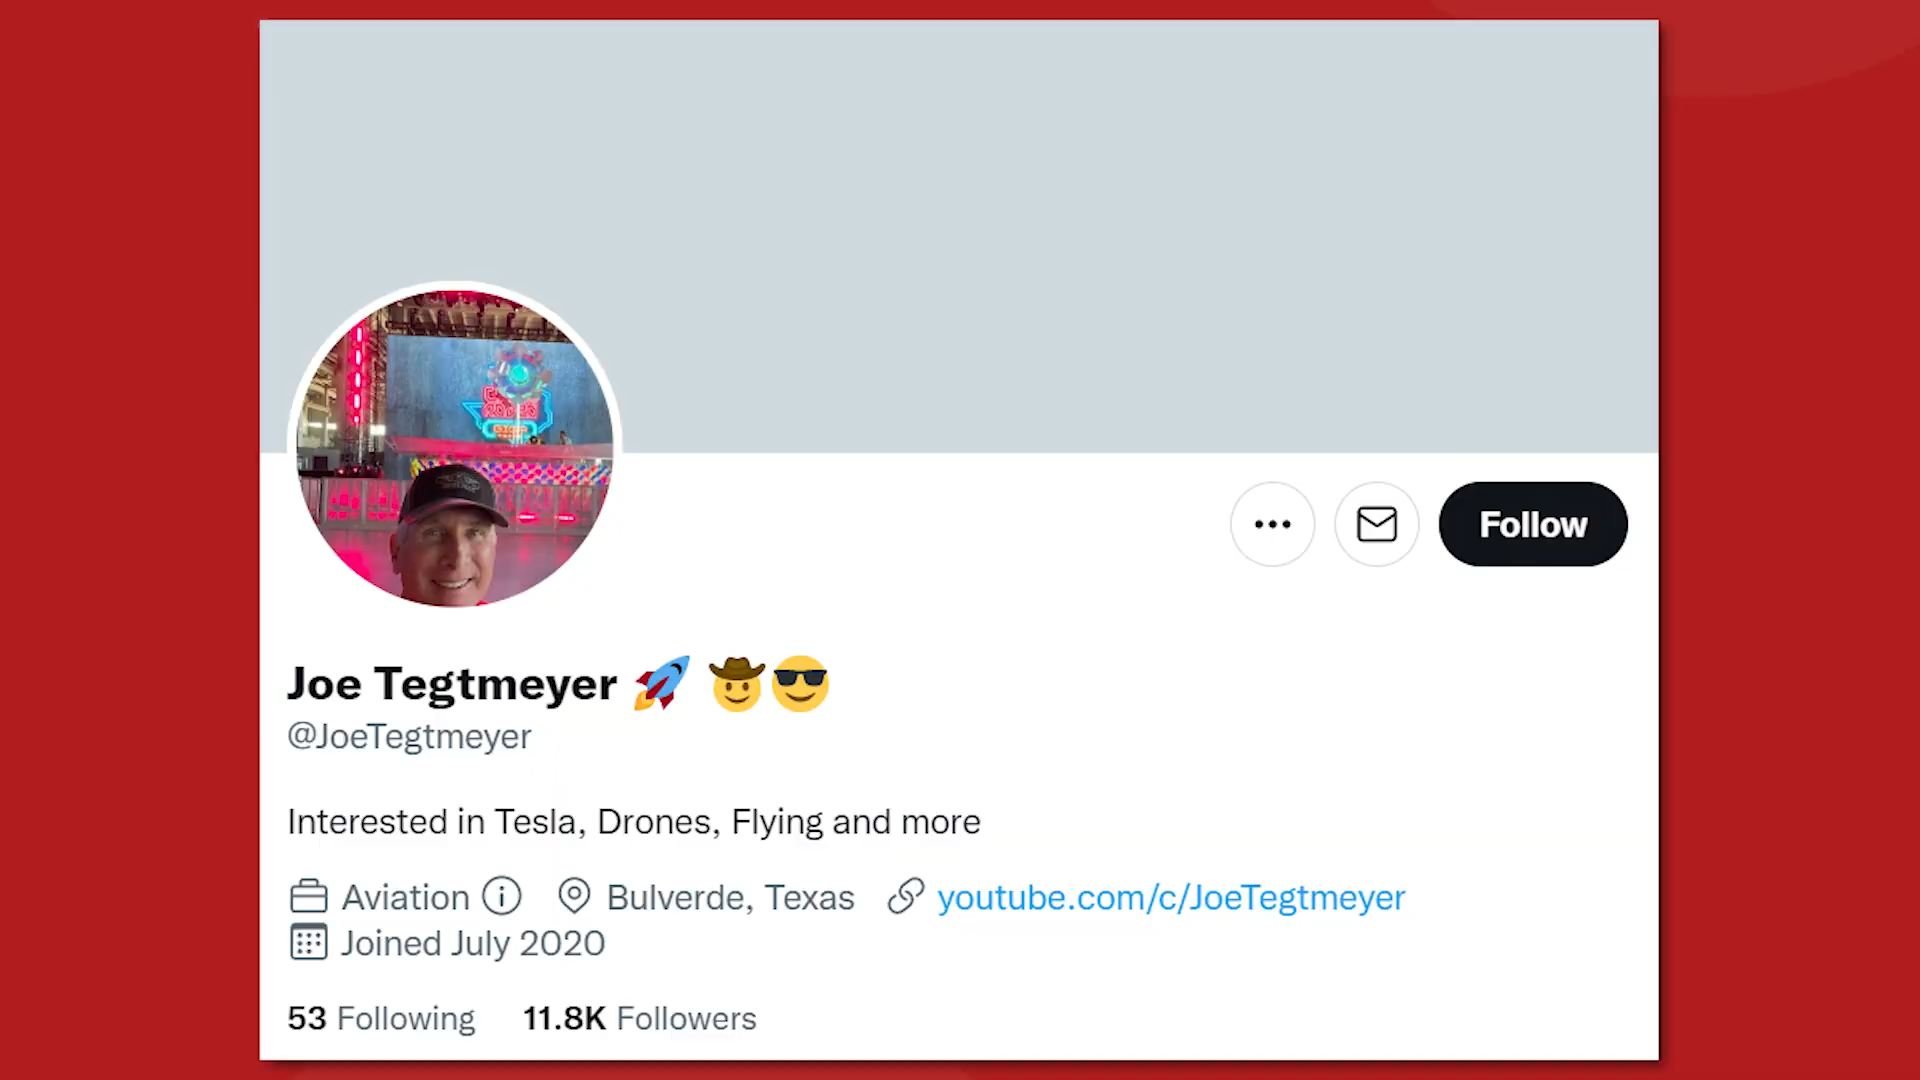 Follow
Joe Tegtmeyer 🚀 🤠😎
@JoeTegtmeyer
Interested in Tesla, Drones, Flying and more
Aviation Bulverde, Texas youtube.com/c/JoeTegtmeyer
Joined July 2020
53 Following 11.8K Followers